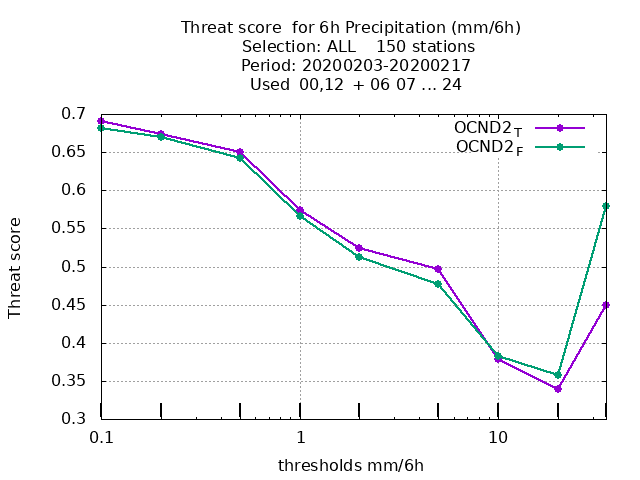 Threat score  for 6h Precipitation (mm/6h)
Selection: ALL    150 stations
Period: 20200203-20200217
Used  00,12  + 06 07 ... 24
OCND2T
OCND2F
Threat score
0.7
0.65
0.6
0.55
0.5
0.45
0.4
0.35
0.3
0.1
1
10
thresholds mm/6h